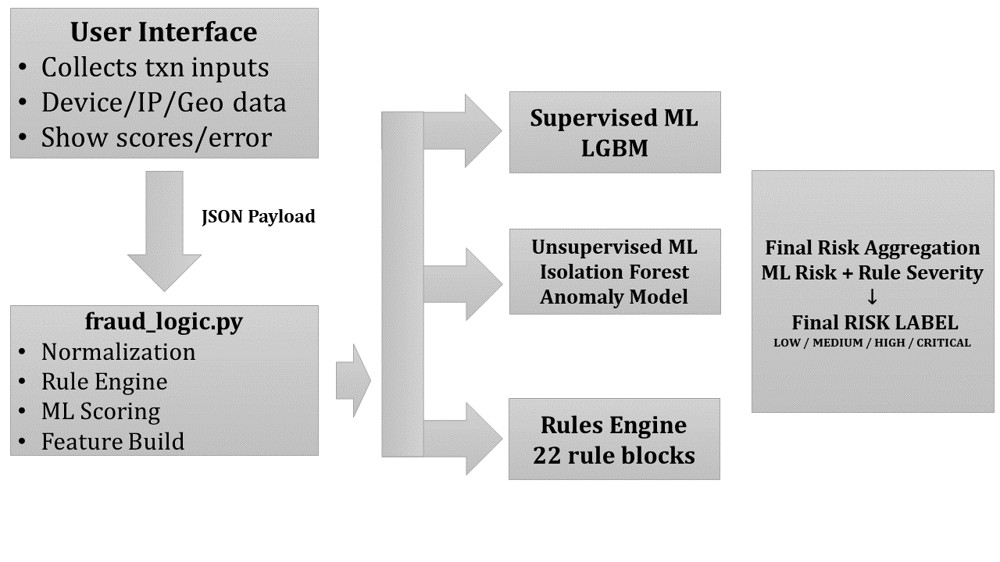 User Interface
• Collects txn inputs
• Device/IP/Geo data
• Show scores/error
JSON Payload
fraud_logic.py
• Normalization
• Rule Engine
• ML Scoring
• Feature Build
Supervised ML
LGBM
Unsupervised ML
Isolation Forest
Anomaly Model
Rules Engine
22 rule blocks
Final Risk Aggregation
ML Risk + Rule Severity
↓
Final RISK LABEL
LOW / MEDIUM / HIGH / CRITICAL